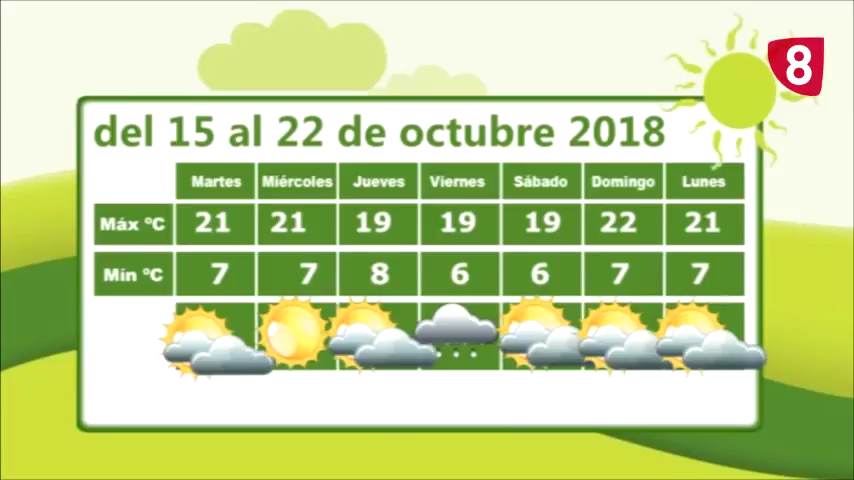 8
del 15 al 22 de octubre 2018
Martes Miércoles Jueves Viernes Sábado Domingo Lunes
Máx ºC 21 21 19 19 19 22 21
Mín ºC 7 7 8 6 6 7 7